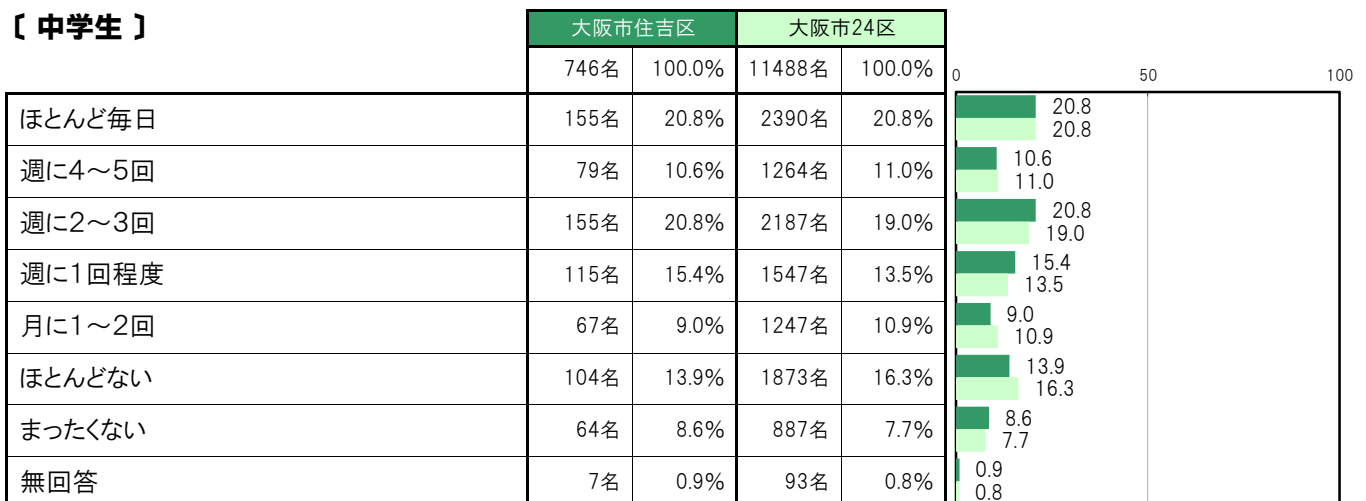 〔 中学生 〕
大阪市住吉区 大阪市24区
746名 100.0% 11488名 100.0% 0 50 100
ほとんど毎日 155名 20.8% 2390名 20.8% 20.8
20.8
週に4～5回 79名 10.6% 1264名 11.0% 10.6
11.0
週に2～3回 155名 20.8% 2187名 19.0% 20.8
19.0
週に1回程度 115名 15.4% 1547名 13.5% 15.4
13.5
月に1～2回 67名 9.0% 1247名 10.9% 9.0
10.9
ほとんどない 104名 13.9% 1873名 16.3% 13.9
16.3
まったくない 64名 8.6% 887名 7.7% 8.6
7.7
無回答 7名 0.9% 93名 0.8% 0.9
0.8